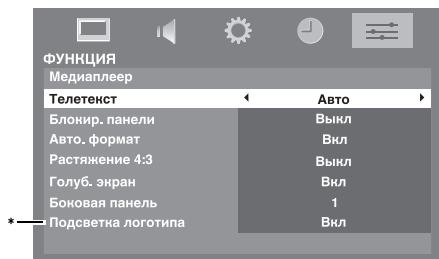 ФУНКЦИЯ
Медиаплеер
Телетекст Авто
Блокир. панели Выкл
Авто. формат Вкл
Растяжение 4:3 Выкл
Голуб. экран Вкл
Боковая панель 1
* Подсветка логотипа Вкл